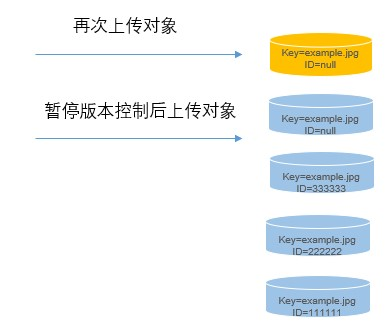 再次上传对象
Key=example.jpg
ID=null
暂停版本控制后上传对象
Key=example.jpg
ID=null
Key=example.jpg
ID=333333
Key=example.jpg
ID=222222
Key=example.jpg
ID=111111